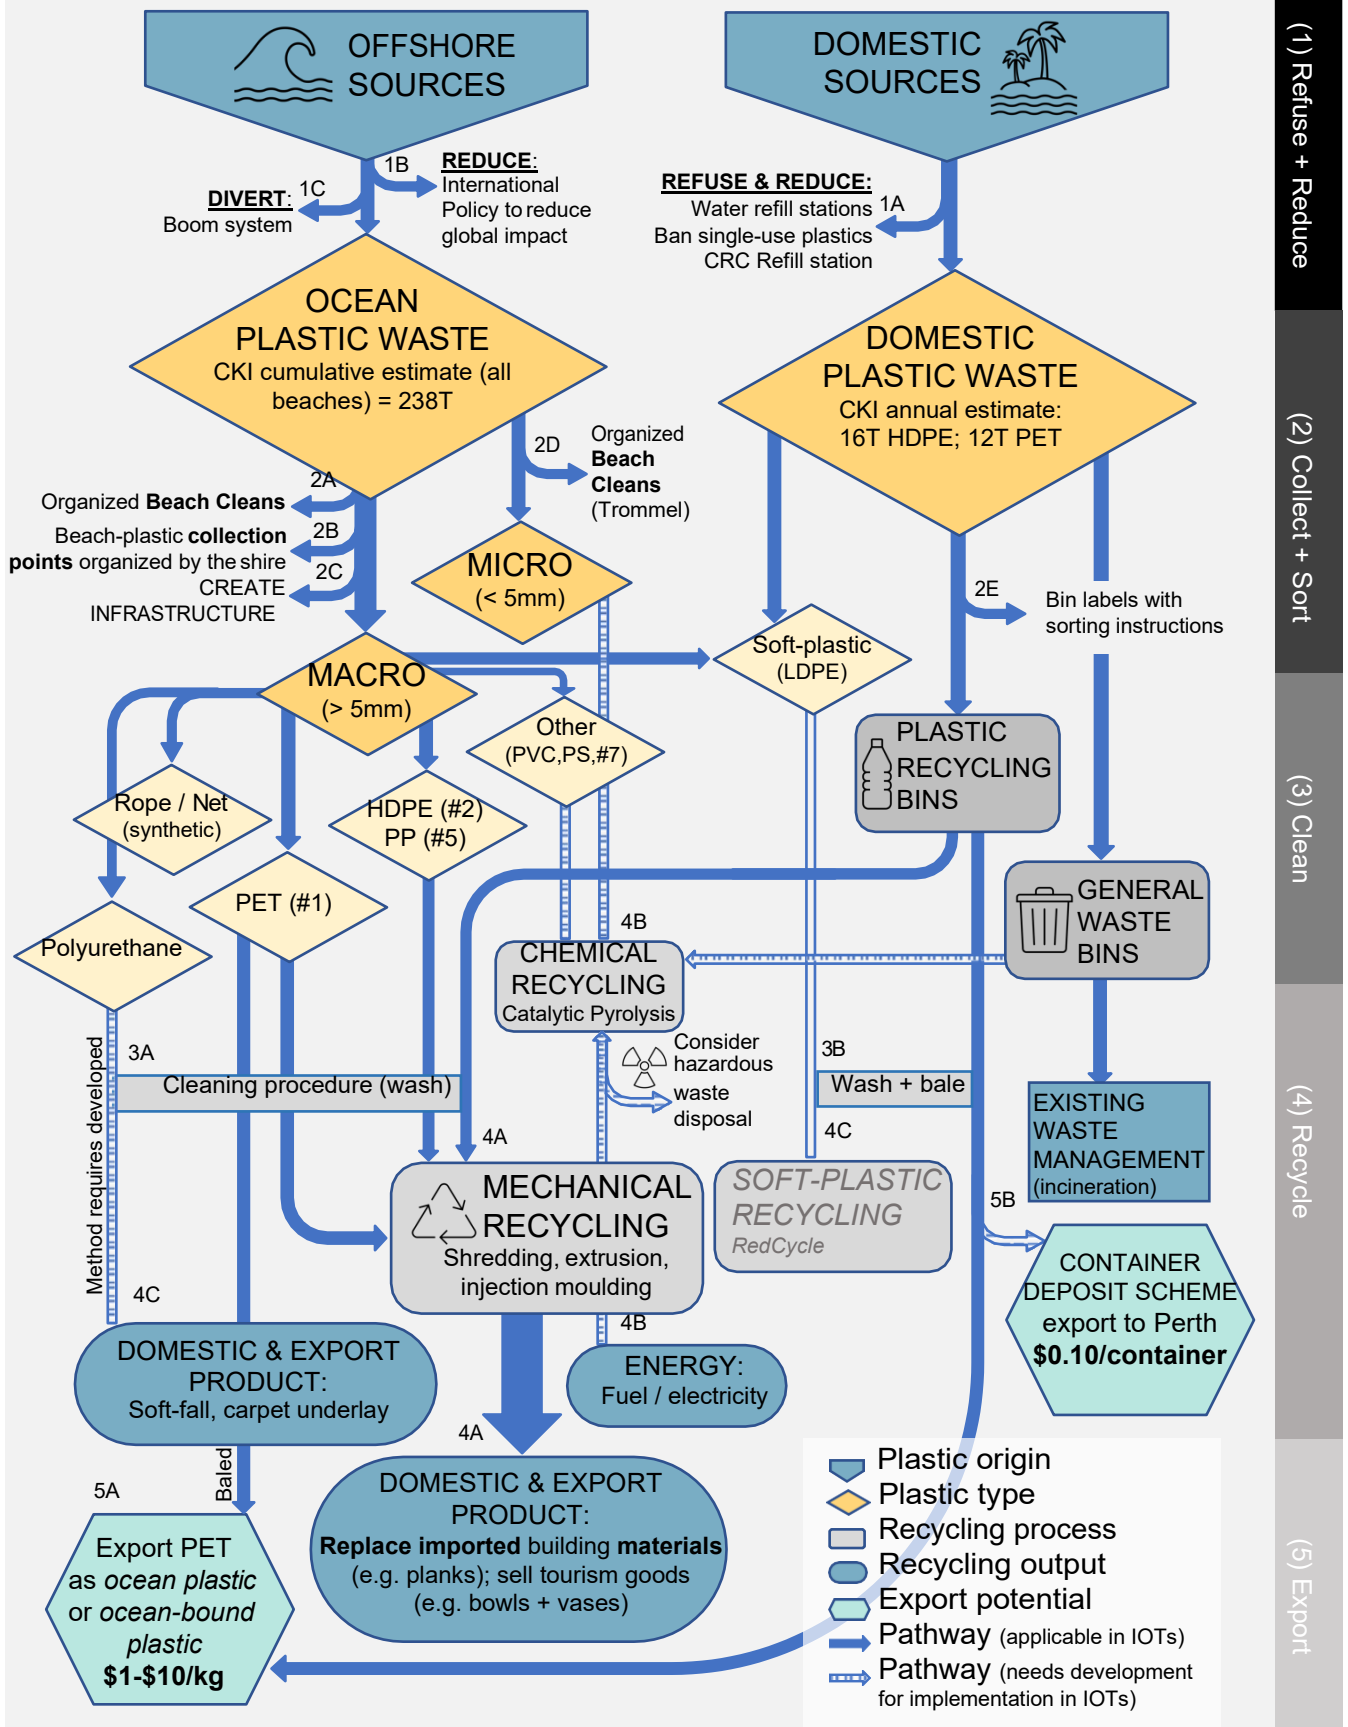 OFFSHORE
SOURCES
DOMESTIC
SOURCES
(1) Refuse + Reduce
1B
REDUCE:
International
Policy to reduce
global impact
1C
DIVERT:
Boom system
REFUSE & REDUCE:
Water refill stations
Ban single-use plastics
CRC Refill station
1A
OCEAN
PLASTIC WASTE
CKI cumulative estimate (all
beaches) = 238T
DOMESTIC
PLASTIC WASTE
CKI annual estimate:
16T HDPE; 12T PET
(2) Collect + Sort
2D
Organized
Beach
Cleans
(Trommel)
2A
Organized Beach Cleans
2B
Beach-plastic collection
points organized by the shire
2C
CREATE
INFRASTRUCTURE
MICRO
(< 5mm)
2E
Bin labels with
sorting instructions
Soft-plastic
(LDPE)
MACRO
(> 5mm)
Other
(PVC,PS,#7)
PLASTIC
RECYCLING
BINS
(3) Clean
Rope / Net
(synthetic)
HDPE (#2)
PP (#5)
PET (#1)
Polyurethane
GENERAL
WASTE
BINS
4B
CHEMICAL
RECYCLING
Catalytic Pyrolysis
Consider
hazardous
waste
disposal
Method requires developed
3A
Cleaning procedure (wash)
3B
Wash + bale
4C
EXISTING
WASTE
MANAGEMENT
(incineration)
(4) Recycle
4A
MECHANICAL
RECYCLING
Shredding, extrusion,
injection moulding
SOFT-PLASTIC
RECYCLING
RedCycle
5B
CONTAINER
DEPOSIT SCHEME
export to Perth
$0.10/container
4C
4B
DOMESTIC & EXPORT
PRODUCT:
Soft-fall, carpet underlay
ENERGY:
Fuel / electricity
4A
Baled
5A
Export PET
as ocean plastic
or ocean-bound
plastic
$1-$10/kg
DOMESTIC & EXPORT
PRODUCT:
Replace imported building materials
(e.g. planks); sell tourism goods
(e.g. bowls + vases)
Plastic origin
Plastic type
Recycling process
Recycling output
Export potential
Pathway (applicable in IOTs)
Pathway (needs development
for implementation in IOTs)
(5) Export